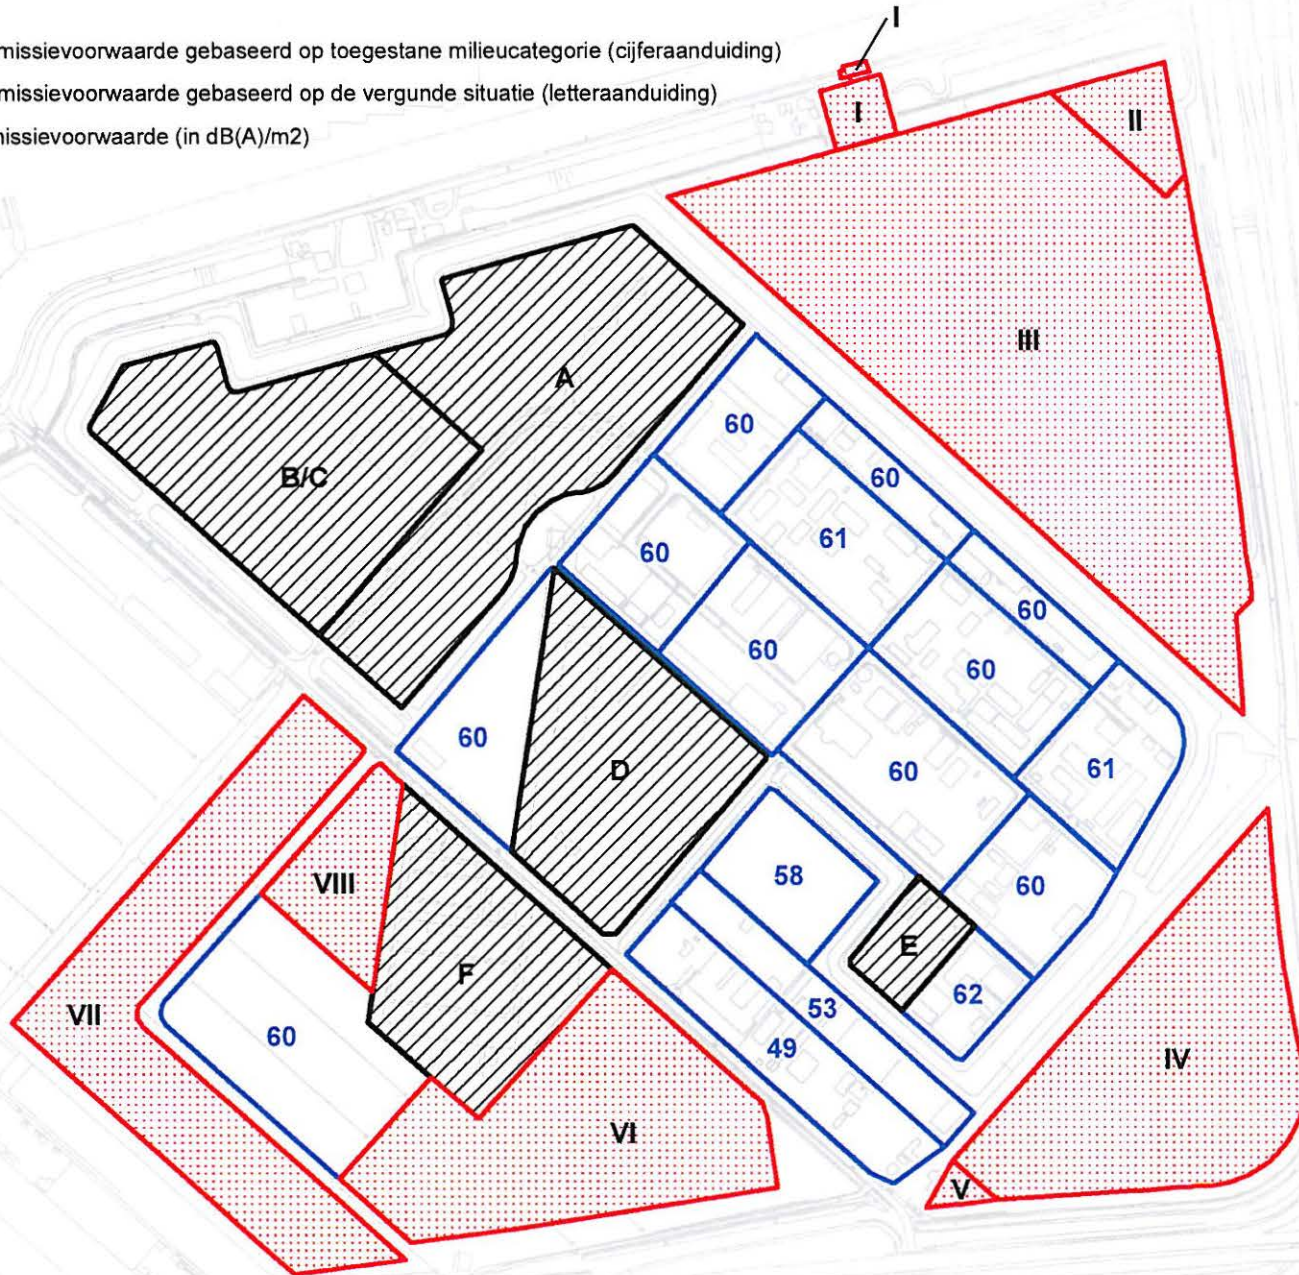 missievoorwaarde gebaseerd op toegestane milieucategorie (cijferaanduiding)
missievoorwaarde gebaseerd op de vergunde situatie (letteraanduiding)
nissievoorwaarde (in dB(A)/m2)
I
I
II
III
A
B/C
60
60
61
60
60
60
60
60
D
60
61
VIII
58
60
E
F
62
VII
53
60
49
IV
VI
V